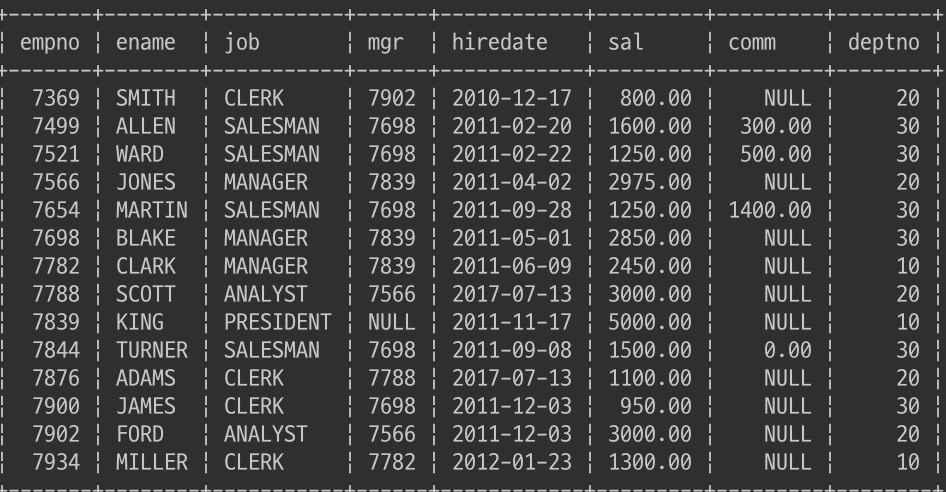 empno ename job mgr hiredate sal comm deptno
7369 SMITH CLERK 7902 2010-12-17 800.00 NULL 20
7499 ALLEN SALESMAN 7698 2011-02-20 1600.00 300.00 30
7521 WARD SALESMAN 7698 2011-02-22 1250.00 500.00 30
7566 JONES MANAGER 7839 2011-04-02 2975.00 NULL 20
7654 MARTIN SALESMAN 7698 2011-09-28 1250.00 1400.00 30
7698 BLAKE MANAGER 7839 2011-05-01 2850.00 NULL 30
7782 CLARK MANAGER 7839 2011-06-09 2450.00 NULL 10
7788 SCOTT ANALYST 7566 2017-07-13 3000.00 NULL 20
7839 KING PRESIDENT NULL 2011-11-17 5000.00 NULL 10
7844 TURNER SALESMAN 7698 2011-09-08 1500.00 0.00 30
7876 ADAMS CLERK 7788 2017-07-13 1100.00 NULL 20
7900 JAMES CLERK 7698 2011-12-03 950.00 NULL 30
7902 FORD ANALYST 7566 2011-12-03 3000.00 NULL 20
7934 MILLER CLERK 7782 2012-01-23 1300.00 NULL 10